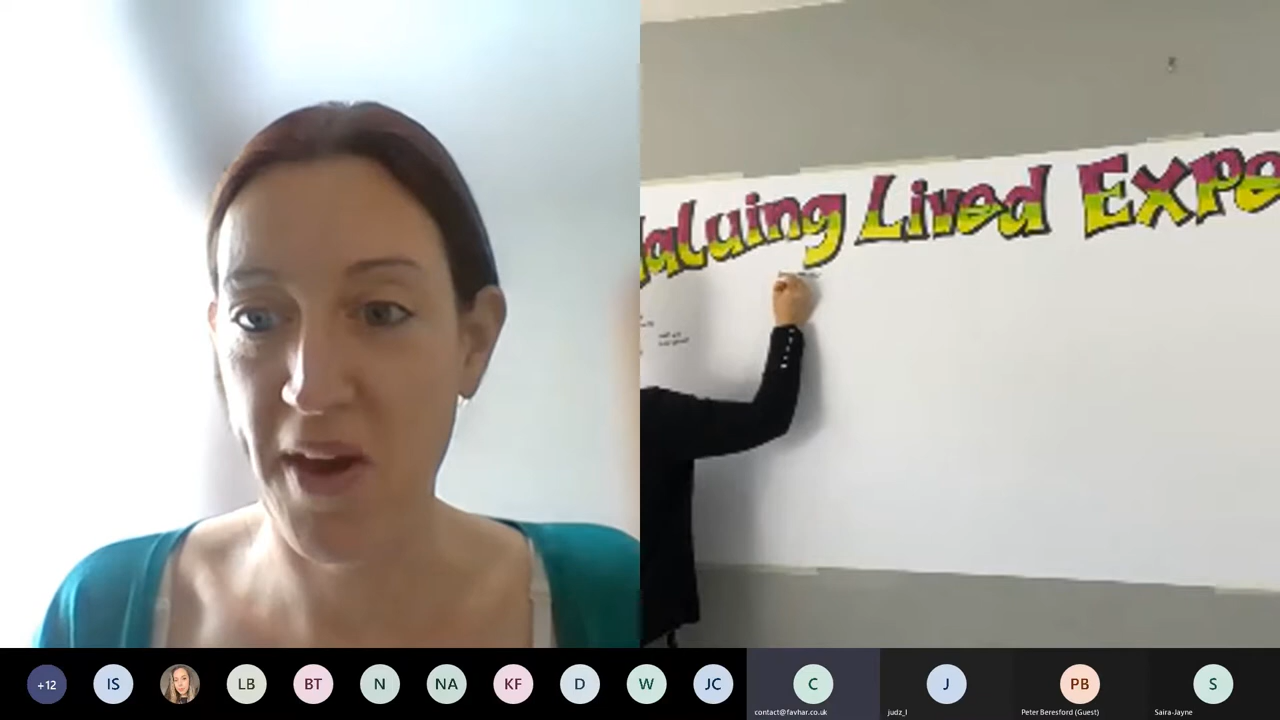 Valuing Lived Expe
+12
IS
LB
BT
N
NA
KF
D
W
JC
C
J
PB
S
contact@favhar.co.uk
judz_l
Peter Beresford (Guest)
Saira-Jayne